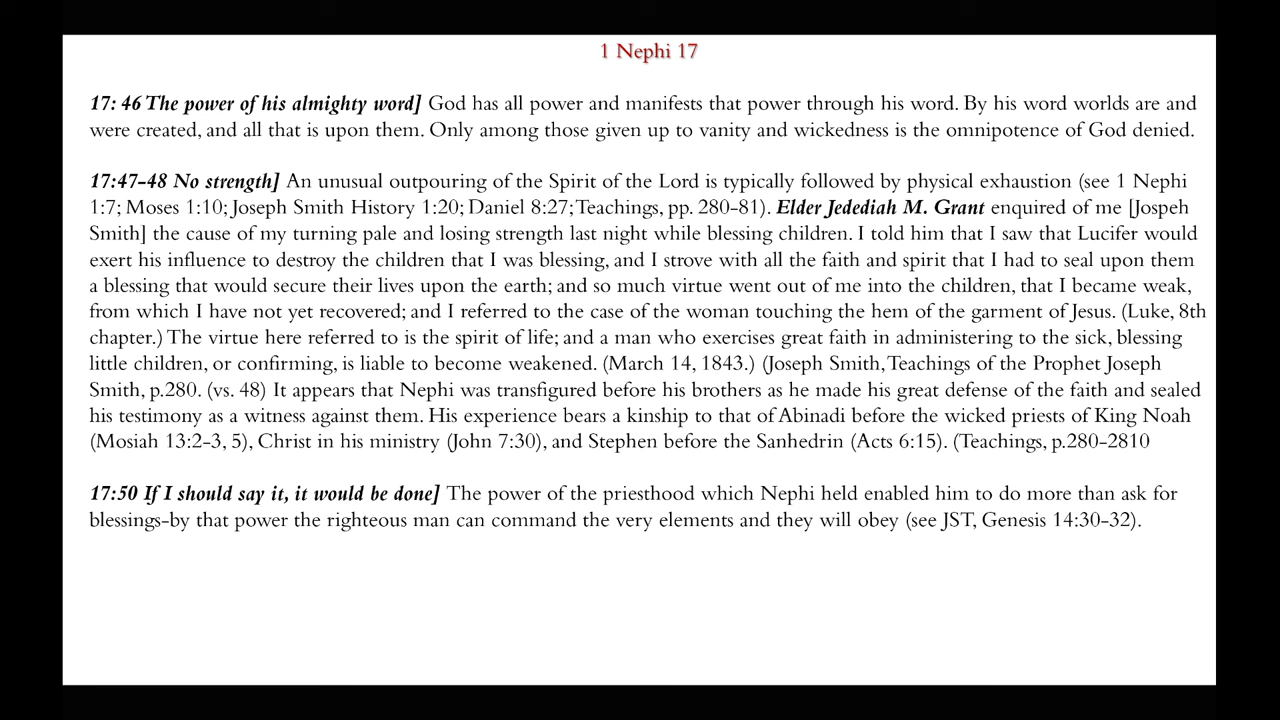 1 Nephi 17
17: 46 The power of his almighty word] God has all power and manifests that power through his word. By his word worlds are and
were created, and all that is upon them. Only among those given up to vanity and wickedness is the omnipotence of God denied.
17:47-48 No strength] An unusual outpouring of the Spirit of the Lord is typically followed by physical exhaustion (see 1 Nephi
1:7; Moses 1:10; Joseph Smith History 1:20; Daniel 8:27; Teachings, pp. 280-81). Elder Jedediah M. Grant enquired of me [Jospeh
Smith] the cause of my turning pale and losing strength last night while blessing children. I told him that I saw that Lucifer would
exert his influence to destroy the children that I was blessing, and I strove with all the faith and spirit that I had to seal upon them
a blessing that would secure their lives upon the earth; and so much virtue went out of me into the children, that I became weak,
from which I have not yet recovered; and I referred to the case of the woman touching the hem of the garment of Jesus. (Luke, 8th
chapter.) The virtue here referred to is the spirit of life; and a man who exercises great faith in administering to the sick, blessing
little children, or confirming, is liable to become weakened. (March 14, 1843.) (Joseph Smith, Teachings of the Prophet Joseph
Smith, p.280. (vs. 48) It appears that Nephi was transfigured before his brothers as he made his great defense of the faith and sealed
his testimony as a witness against them. His experience bears a kinship to that of Abinadi before the wicked priests of King Noah
(Mosiah 13:2-3, 5), Christ in his ministry (John 7:30), and Stephen before the Sanhedrin (Acts 6:15). (Teachings, p.280-2810
17:50 If I should say it, it would be done] The power of the priesthood which Nephi held enabled him to do more than ask for
blessings-by that power the righteous man can command the very elements and they will obey (see JST, Genesis 14:30-32).